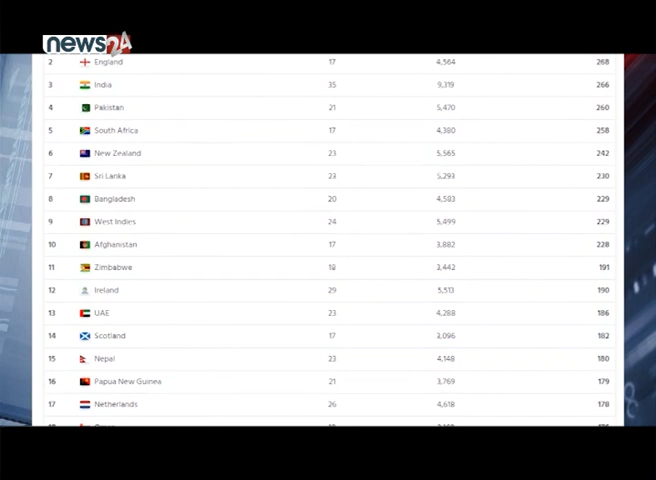 news24
2 England 17 4,564 268
3 India 35 9,319 266
4 Pakistan 21 5,470 260
5 South Africa 17 4,380 258
6 New Zealand 23 5,565 242
7 Sri Lanka 23 5,293 230
8 Bangladesh 20 4,583 229
9 West Indies 24 5,499 229
10 Afghanistan 17 3,882 228
11 Zimbabwe 18 3,442 191
12 Ireland 29 5,513 190
13 UAE 23 4,288 186
14 Scotland 17 3,096 182
15 Nepal 23 4,148 180
16 Papua New Guinea 21 3,769 179
17 Netherlands 26 4,618 178